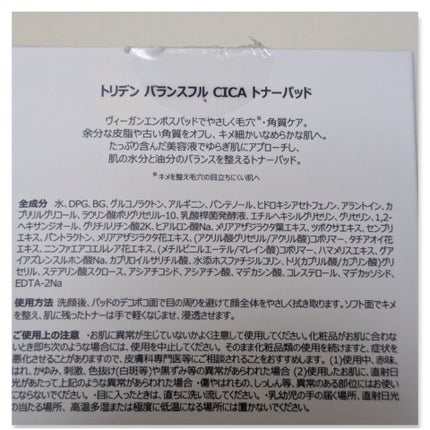 トリデン バランスフル CICA トナーパッド
ヴィーガンエンボスパッドでやさしく毛穴※・角質ケア。
余分な皮脂や古い角質をオフし、キメ細かいなめらかな肌へ。
たっぷり含んだ美容液でゆらぎ肌にアプローチし、
肌の水分と油分のバランスを整えるトナーパッド。
※キメを整え毛穴の目立ちにくい肌へ
全成分 水、DPG、BG、グルコノラクトン、アルギニン、パンテノール、ヒドロキシアセトフェノン、アラントイン、カ
プリルグリコール、ラウリン酸ポリグリセリル-10、乳酸桿菌発酵液、エチルヘキシルグリセリン、グリセリン、1,2-
ヘキサンジオール、グリチルリチン酸2K、ヒアルロン酸Na、メリアアザジラクタ葉エキス、ツボクサエキス、センブリ
エキス、パントラクトン、メリアアザジラクタ花エキス、(アクリル酸グリセリル/アクリル酸)コポリマー、タチアオイ花
エキス、ニンファエアコエルレア花エキス、(メチルビニルエーテル/マレイン酸)コポリマー、ハマメリスエキス、グア
イアズレンスルホン酸Na、カプリロイルサリチル酸、水添ホスファチジルコリン、トリ(カプリル酸/カプリン酸)グリ
セリル、ステアリン酸スクロース、アシアチコシド、アシアチン酸、マデカシン酸、コレステロール、マデカッソシド、
EDTA-2Na
使用方法 洗顔後、パッドのデコボコ面で目の周りを避けて顔全体をやさしく拭き取ります。ソフト面でキメ
を整え、肌に残ったトナーは手で軽くなじませ、浸透させます。
ご使用上の注意 ・お肌に異常が生じていないかよく注意して使用してください。化粧品がお肌に合わな
いとき即ち次のような場合には、使用を中止してください。そのまま化粧品類の使用を続けますと、症状を
悪化させることがありますので、皮膚科専門医等にご相談されることをおすすめします。(1)使用中、赤味、
はれ、かゆみ、刺激、色抜け(白斑等)や黒ずみ等の異常があらわれた場合 (2)使用したお肌に、直射日
光があたって上記のような異常があらわれた場合 ・傷やはれもの、しっしん等、異常のある部位にはお使い
にならないでください。・目に入ったときは、直ちに洗い流してください。・乳幼児の手の届く場所、直射日光
の当たる場所、高温多湿または極度に低温になる場所には置かないでください。